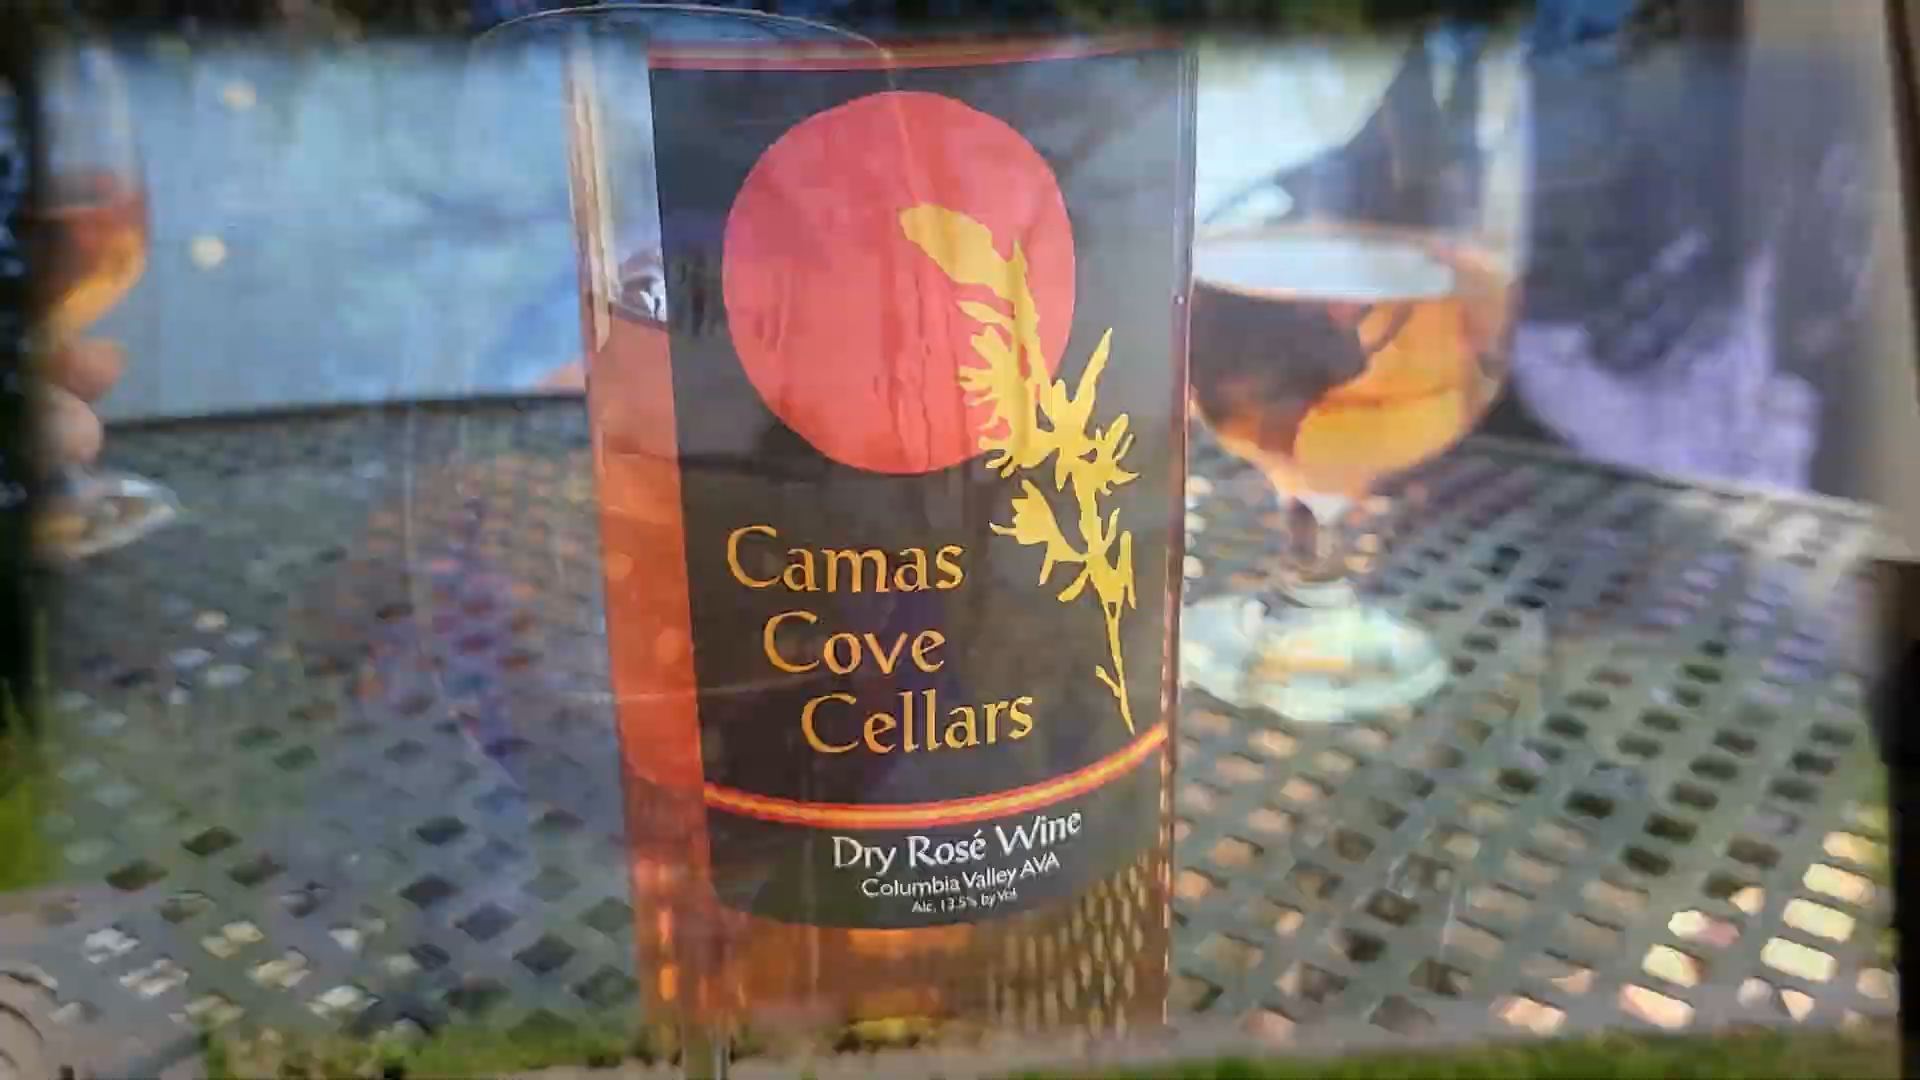 Camas
Cove
Cellars
Dry Rosé Wine
Columbia Valley AVA
Alc. 13.5% by Vol